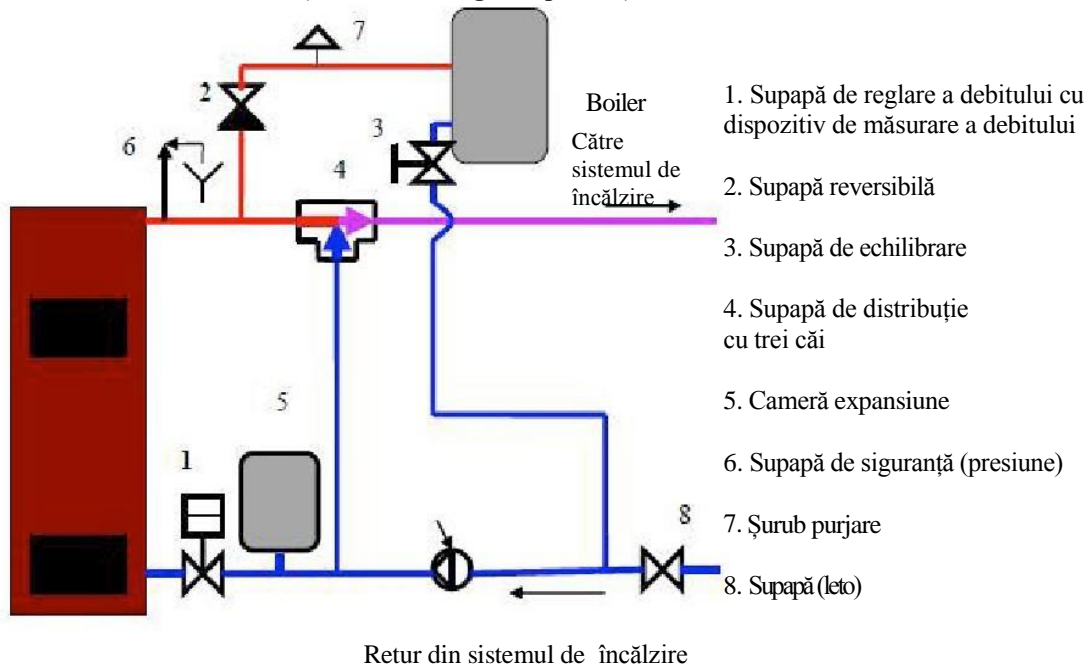 7
2
Boiler
3
Către
sistemul de
încălzire
6
4
5
1
8
1. Supapă de reglare a debitului cu
dispozitiv de măsurare a debitului
2. Supapă reversibilă
3. Supapă de echilibrare
4. Supapă de distribuție
cu trei căi
5. Cameră expansiune
6. Supapă de siguranță (presiune)
7. Șurub purjare
8. Supapă (leto)
Retur din sistemul de încălzire